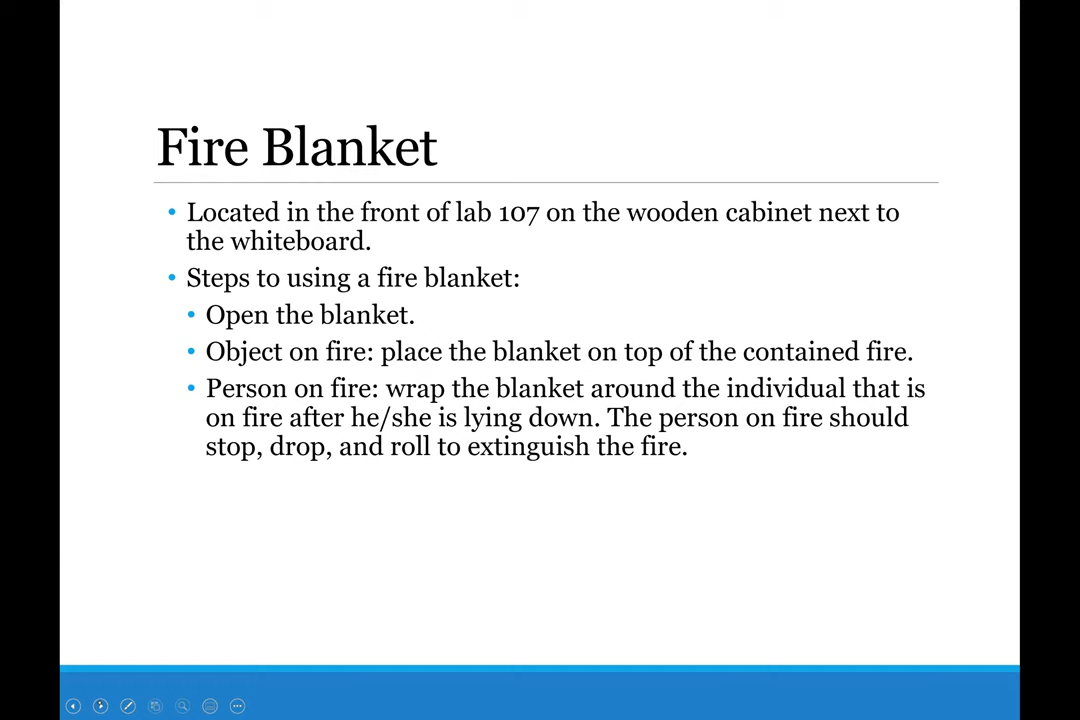 Fire Blanket
• Located in the front of lab 107 on the wooden cabinet next to
the whiteboard.
• Steps to using a fire blanket:
• Open the blanket.
• Object on fire: place the blanket on top of the contained fire.
• Person on fire: wrap the blanket around the individual that is
on fire after he/she is lying down. The person on fire should
stop, drop, and roll to extinguish the fire.